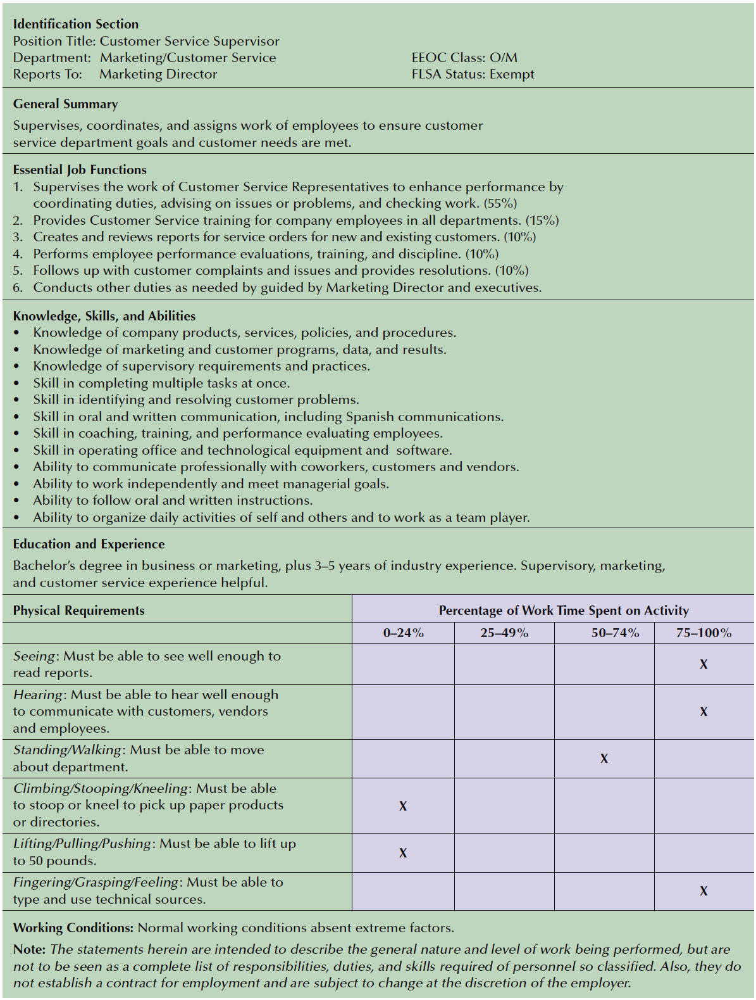 Identification Section
Position Title: Customer Service Supervisor
Department: Marketing/Customer Service EEOC Class: O/M
Reports To: Marketing Director FLSA Status: Exempt
General Summary
Supervises, coordinates, and assigns work of employees to ensure customer
service department goals and customer needs are met.
Essential Job Functions
1. Supervises the work of Customer Service Representatives to enhance performance by
coordinating duties, advising on issues or problems, and checking work. (55%)
2. Provides Customer Service training for company employees in all departments. (15%)
3. Creates and reviews reports for service orders for new and existing customers. (10%)
4. Performs employee performance evaluations, training, and discipline. (10%)
5. Follows up with customer complaints and issues and provides resolutions. (10%)
6. Conducts other duties as needed by guided by Marketing Director and executives.
Knowledge, Skills, and Abilities
• Knowledge of company products, services, policies, and procedures.
• Knowledge of marketing and customer programs, data, and results.
• Knowledge of supervisory requirements and practices.
• Skill in completing multiple tasks at once.
• Skill in identifying and resolving customer problems.
• Skill in oral and written communication, including Spanish communications.
• Skill in coaching, training, and performance evaluating employees.
• Skill in operating office and technological equipment and software.
• Ability to communicate professionally with coworkers, customers and vendors.
• Ability to work independently and meet managerial goals.
• Ability to follow oral and written instructions.
• Ability to organize daily activities of self and others and to work as a team player.
Education and Experience
Bachelor's degree in business or marketing, plus 3–5 years of industry experience. Supervisory, marketing,
and customer service experience helpful.
Physical Requirements Percentage of Work Time Spent on Activity
0–24% 25–49% 50–74% 75–100%
Seeing: Must be able to see well enough to
read reports. X
Hearing: Must be able to hear well enough
to communicate with customers, vendors X
and employees.
Standing/Walking: Must be able to move
about department. X
Climbing/Stooping/Kneeling: Must be able
to stoop or kneel to pick up paper products X
or directories.
Lifting/Pulling/Pushing: Must be able to lift up
to 50 pounds. X
Fingering/Grasping/Feeling: Must be able to
type and use technical sources. X
Working Conditions: Normal working conditions absent extreme factors.
Note: The statements herein are intended to describe the general nature and level of work being performed, but are
not to be seen as a complete list of responsibilities, duties, and skills required of personnel so classified. Also, they do
not establish a contract for employment and are subject to change at the discretion of the employer.